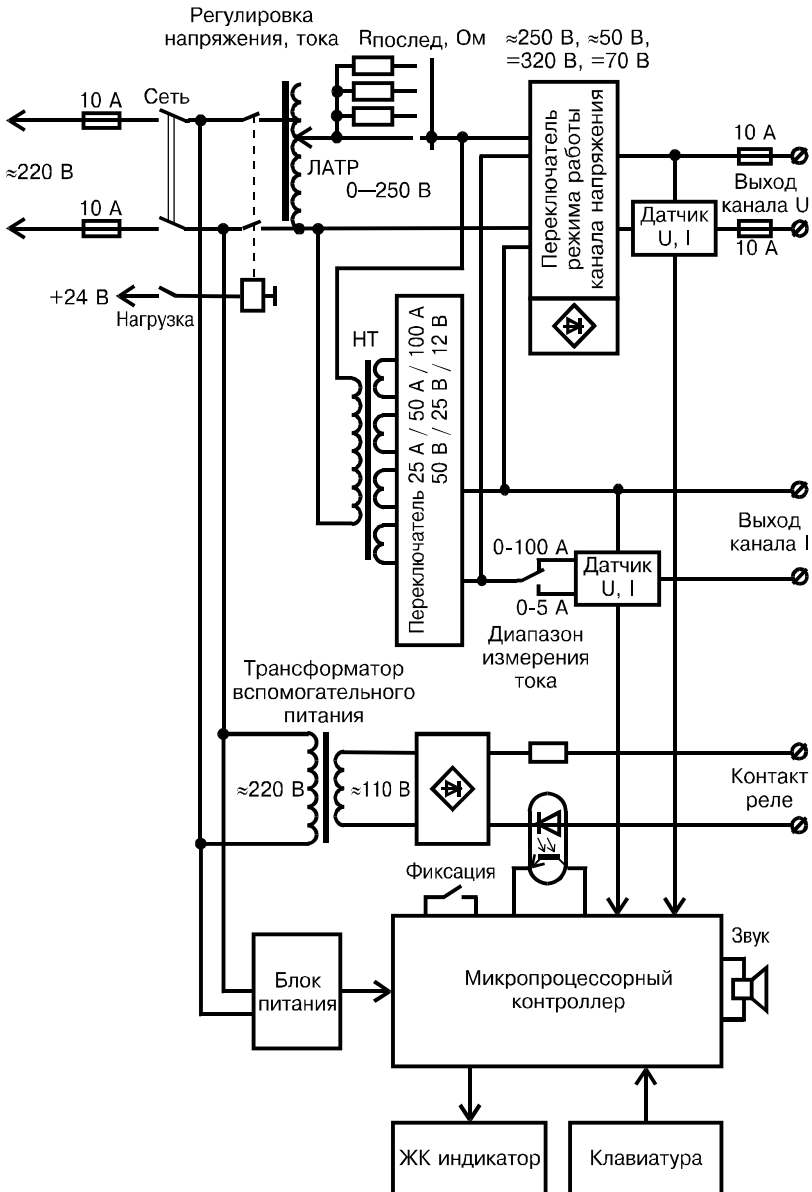 Регулировка
напряжения, тока
Rпослед, Ом
≈250 В, ≈50 В,
=320 В, =70 В
10 А
Сеть
≈220 В
10 А
ЛАТР
0—250 В
Переключатель
режима работы
канала напряжения
10 А
Выход
канала U
Датчик
U, I
10 А
+24 В
Нагрузка
НТ
Переключатель 25 А / 50 А / 100 А
50 В / 25 В / 12 В
Выход
канала I
0-100 А
Датчик
U, I
0-5 А
Диапазон
измерения
тока
Трансформатор
вспомогательного
питания
≈220 В
≈110 В
Контакт
реле
Фиксация
Звук
Блок
питания
Микропроцессорный
контроллер
ЖК индикатор
Клавиатура